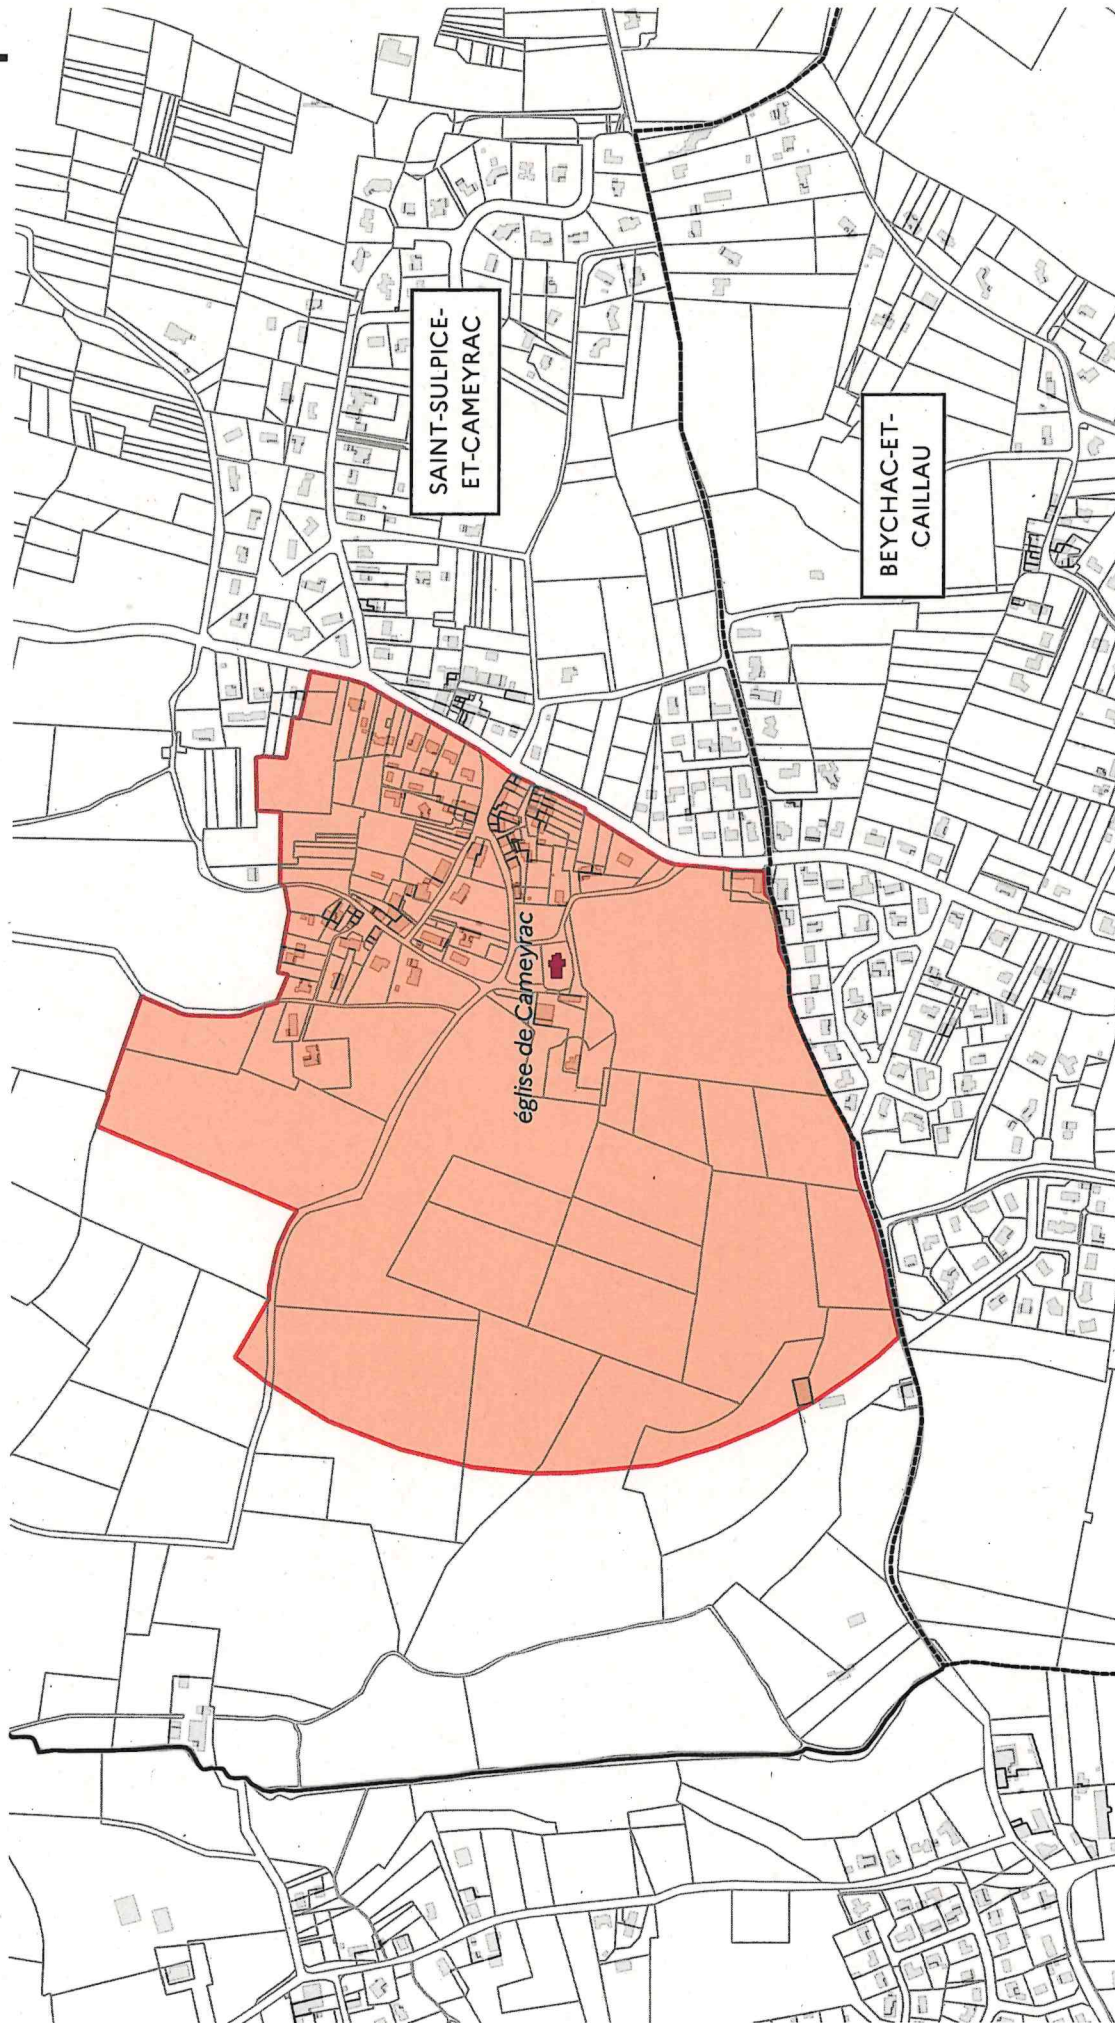 SAINT-SULPICE-
ET-CAMEYRAC
BEYCHAC-ET-
CAILLAU
église de Cameyrac